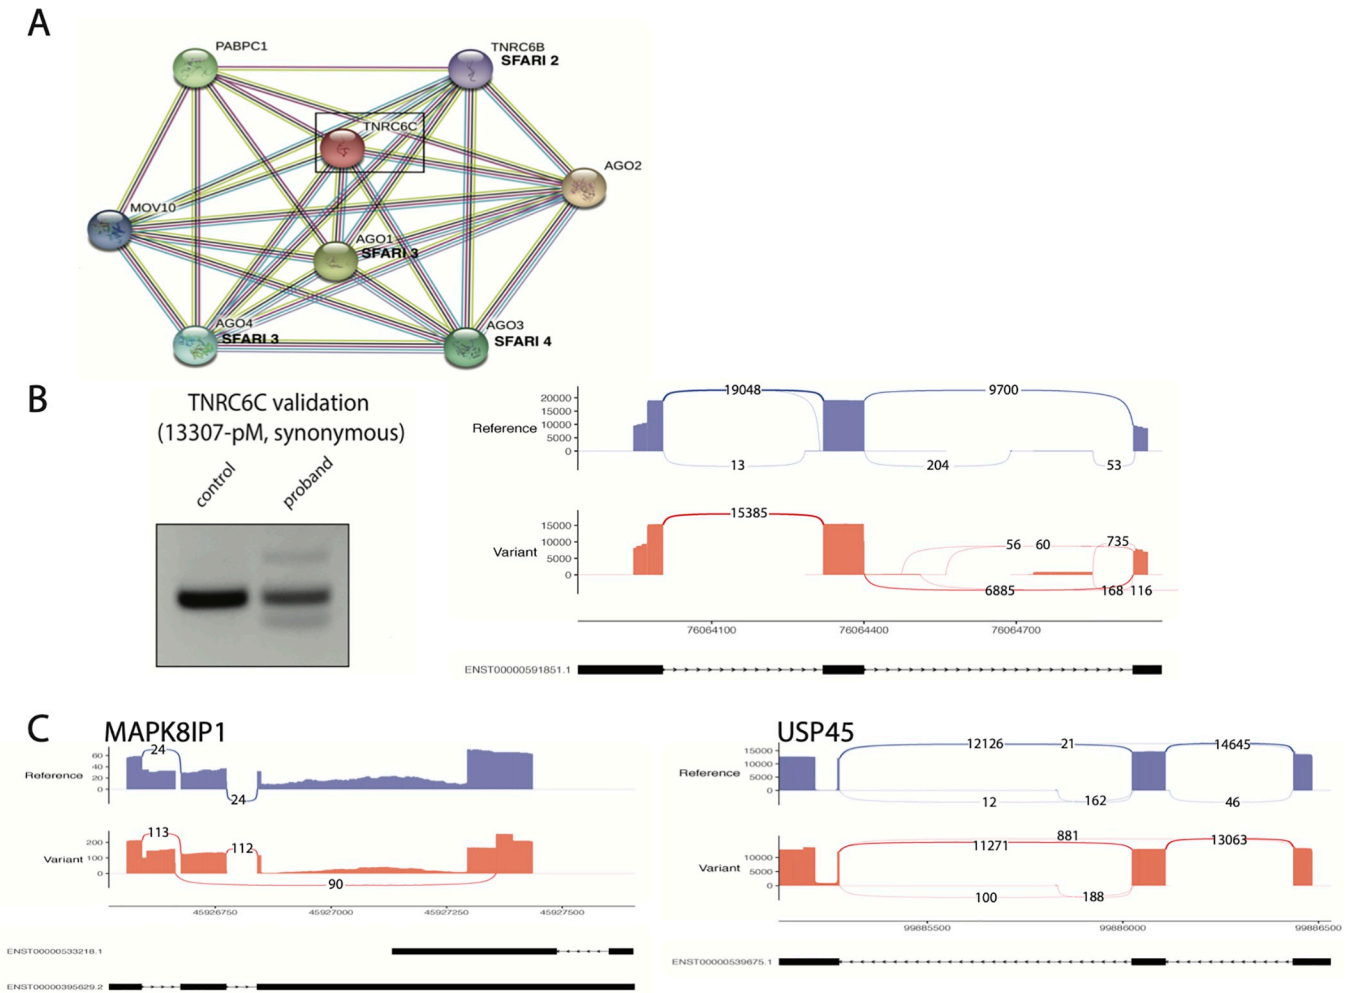 A
PABPC1
TNRC6B
SFARI 2
TNRC6C
AGO2
MOV10
AGO1
SFARI 3
AGO4
SFARI 3
AGO3
SFARI 4
B
TNRC6C validation
(13307-pM, synonymous)
control
proband
Reference
20000
15000
10000
5000
0
19048
9700
13
204
53
Variant
15000
10000
5000
0
15385
56
60
735
6885
168
116
76064100
76064400
76064700
ENST00000591851.1
C
MAPK8IP1
Reference
60
40
20
0
24
24
Variant
200
100
0
113
112
90
45926750
45927000
45927250
45927500
ENST00000533218.1
ENST00000395629.2
USP45
Reference
15000
10000
5000
0
12126
21
14645
12
162
46
Variant
10000
5000
0
881
11271
13063
100
188
99885500
99886000
99886500
ENST00000539675.1